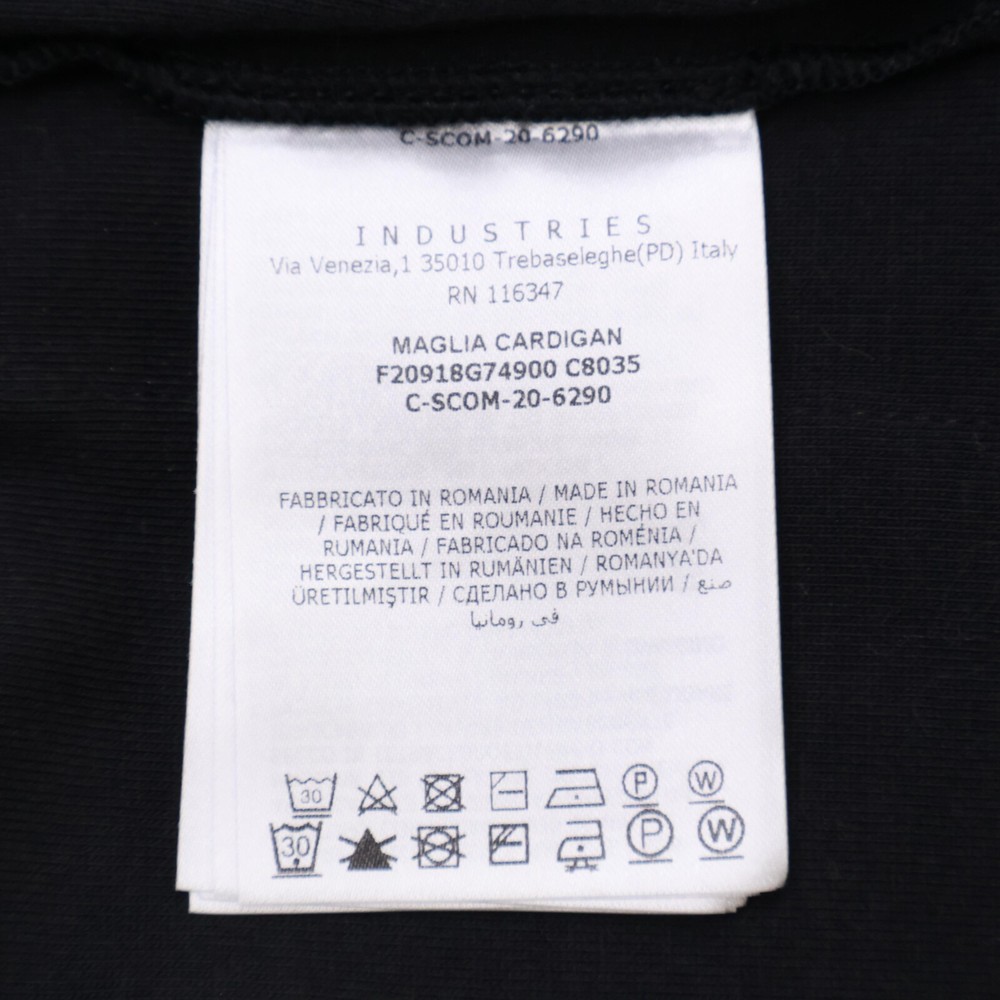 C-SCOM-20-6290
INDUSTRIES
Via Venezia,1 35010 Trebaseleghe(PD) Italy
RN 116347
MAGLIA CARDIGAN
F20918G74900 C8035
C-SCOM-20-6290
FABBRICATO IN ROMANIA / MADE IN ROMANIA
/ FABRIQUÉ EN ROUMANIE / HECHO EN
RUMANIA / FABRICADO NA ROMÉNIA /
HERGESTELLT IN RUMÄNIEN / ROMANYA'DA
ÜRETILMIŞTIR / СДЕЛАНО В РУМЫНИИ / صنع
في رومانيا
30 P W
30 P W